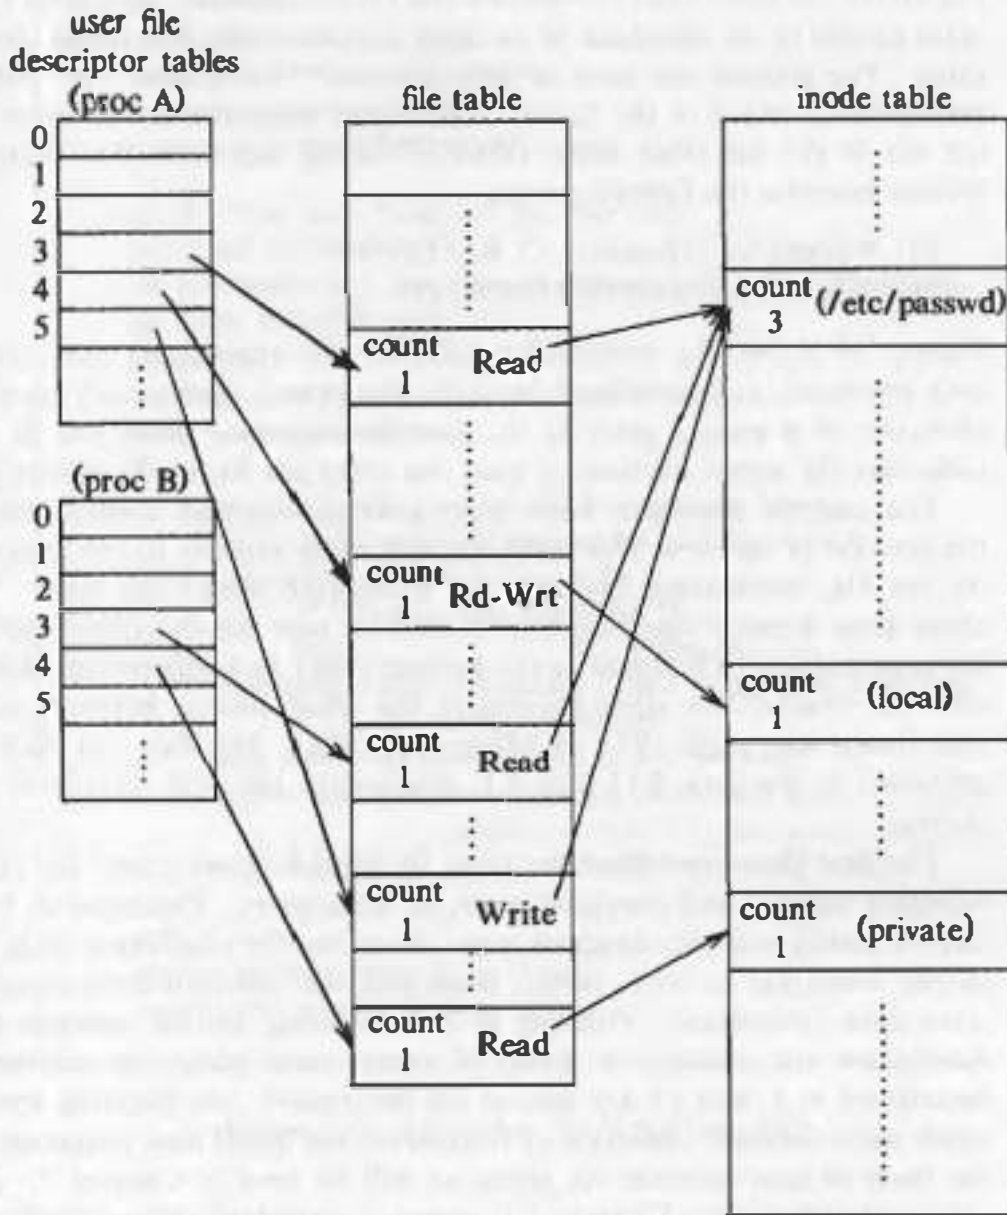 user file
descriptor tables
(proc A)
0
1
2
3
4
5
(proc B)
0
1
2
3
4
5
file table
count
1 Read
count
1 Rd-Wrt
count
1 Read
count
1 Write
count
1 Read
inode table
count
3 (/etc/passwd)
count
1 (local)
count
1 (private)